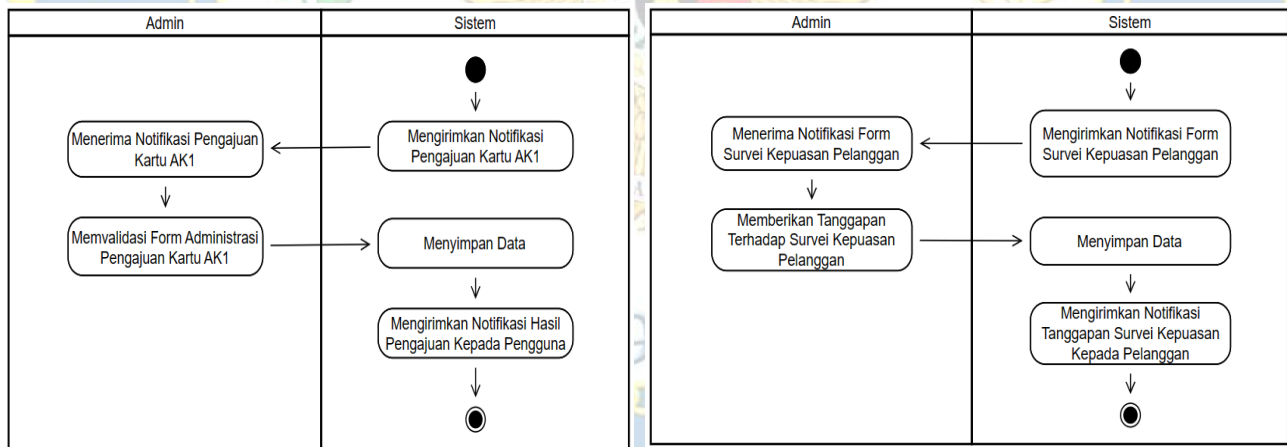 Admin
Sistem
Mengirimkan Notifikasi
Pengajuan Kartu AK1
Menerima Notifikasi Pengajuan
Kartu AK1
Memvalidasi Form Administrasi
Pengajuan Kartu AK1
Menyimpan Data
Mengirimkan Notifikasi Hasil
Pengajuan Kepada Pengguna
Admin
Sistem
Mengirimkan Notifikasi Form
Survei Kepuasan Pelanggan
Menerima Notifikasi Form
Survei Kepuasan Pelanggan
Memberikan Tanggapan
Terhadap Survei Kepuasan
Pelanggan
Menyimpan Data
Mengirimkan Notifikasi
Tanggapan Survei Kepuasan
Kepada Pelanggan